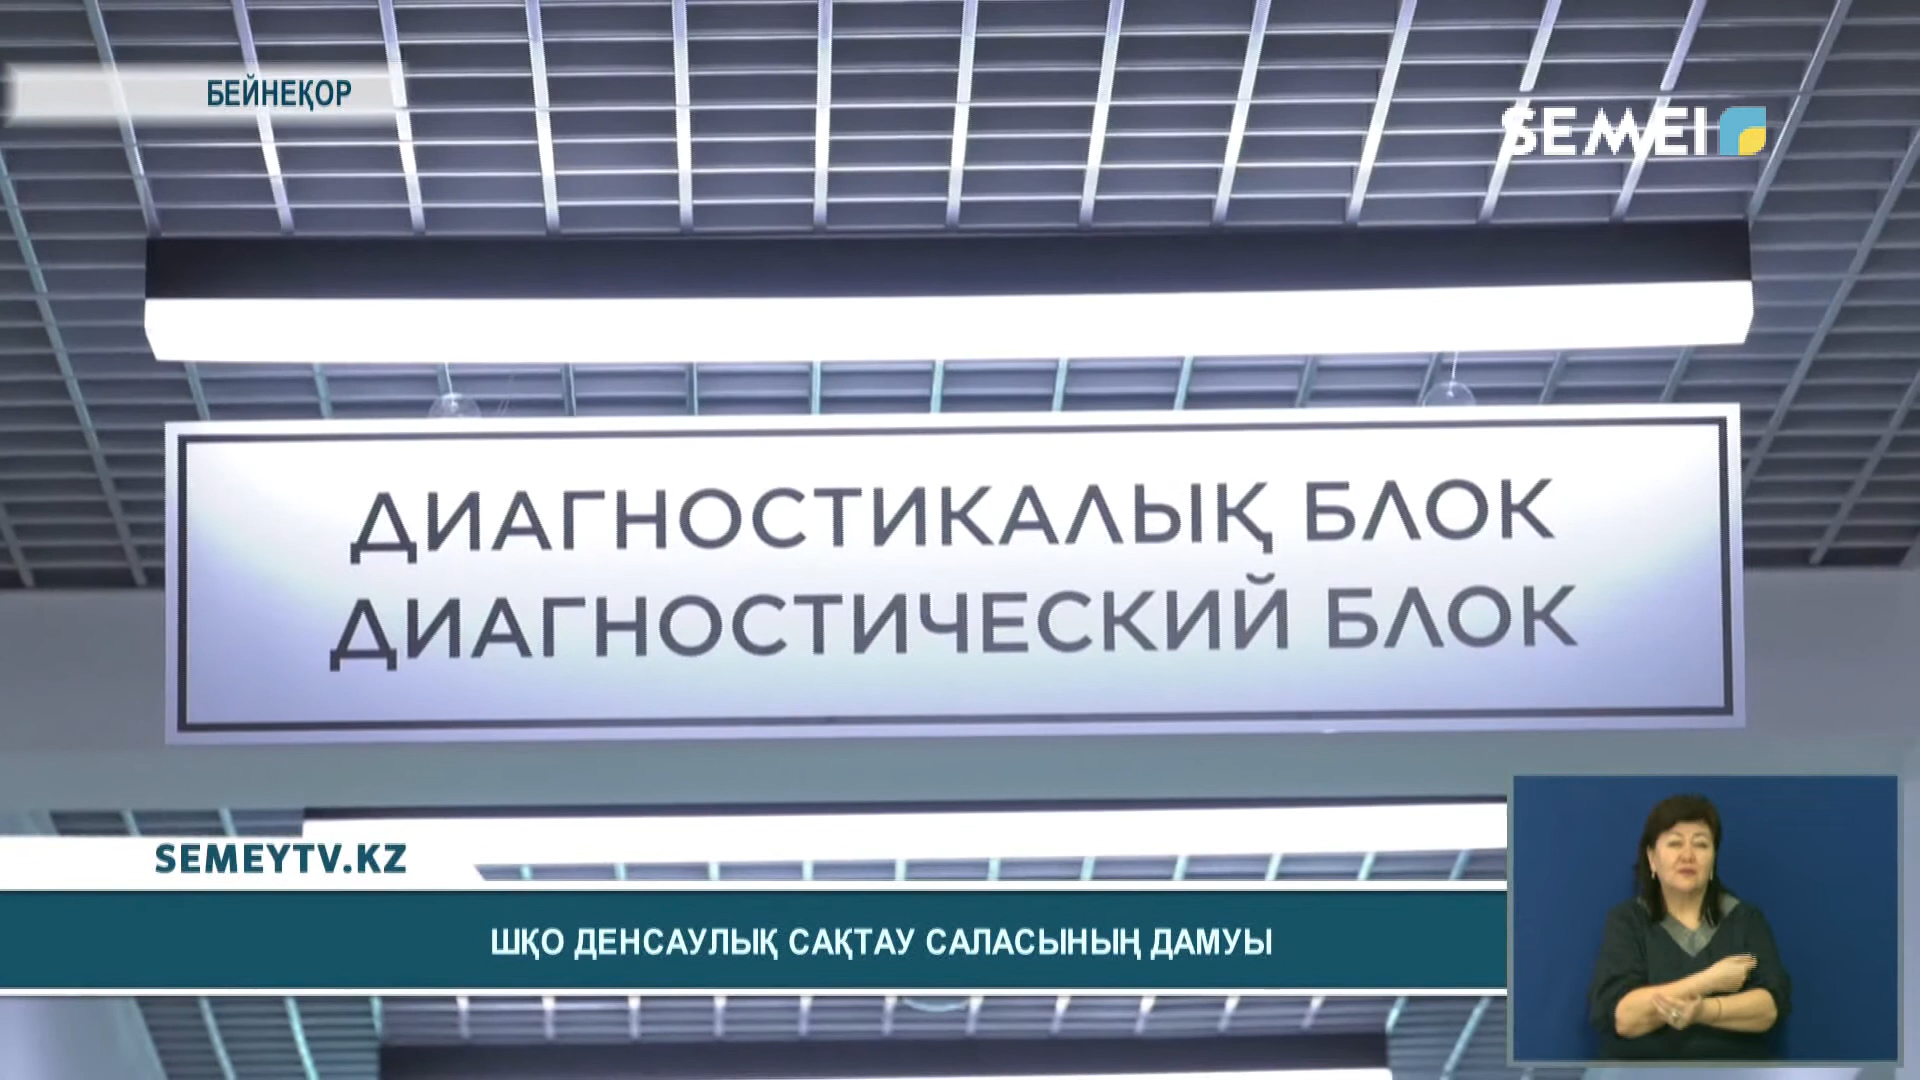 БЕЙНЕҚОР
SEMEI
ДИАГНОСТИКАЛЫҚ БЛОК
ДИАГНОСТИЧЕСКИЙ БЛОК
SEMEYTV.KZ
ШҚО ДЕНСАУЛЫҚ САҚТАУ САЛАСЫНЫҢ ДАМУЫ